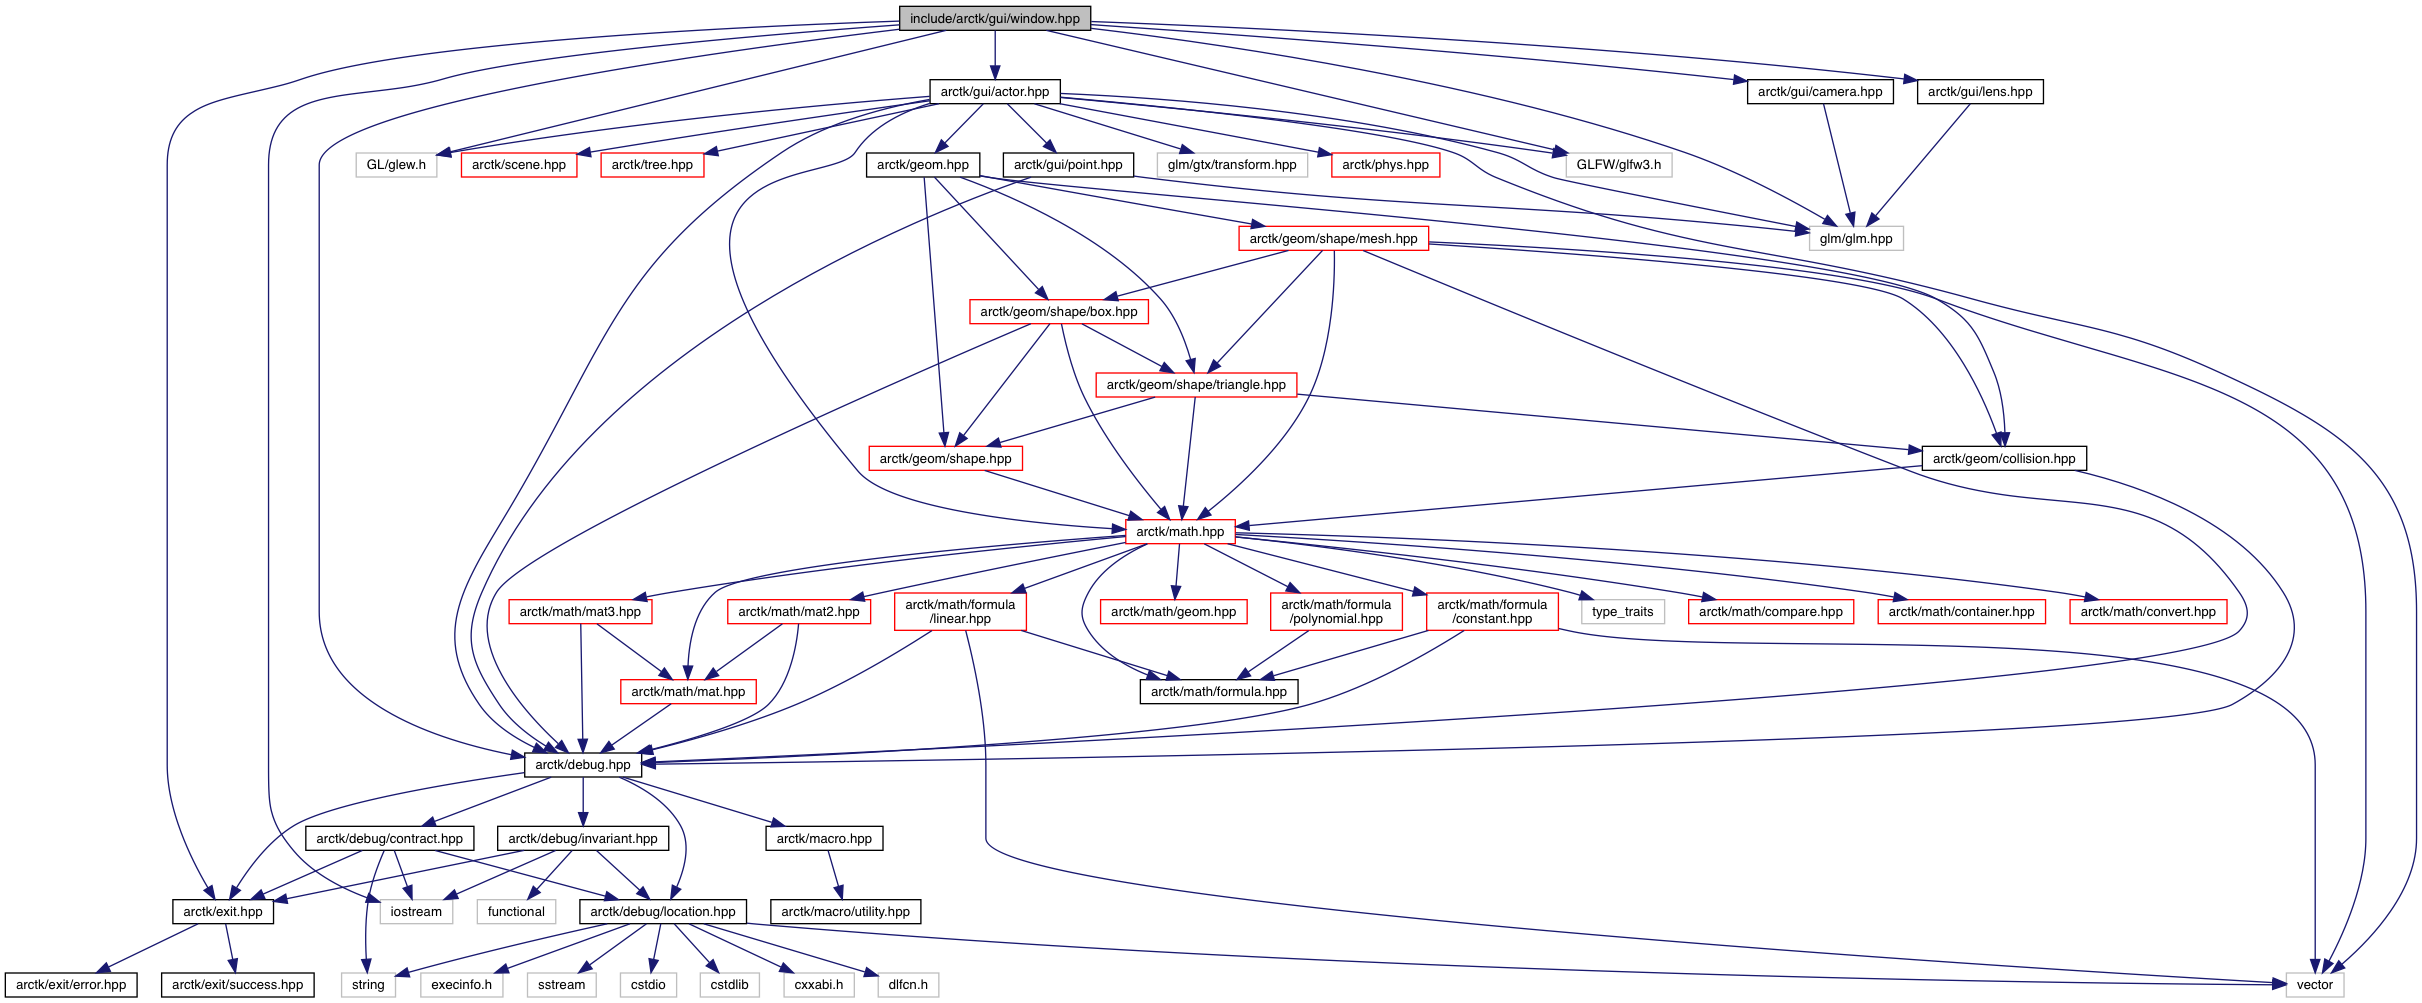 include/arctk/gui/window.hpp
arctk/gui/actor.hpp
arctk/gui/camera.hpp
arctk/gui/lens.hpp
GL/glew.h
arctk/scene.hpp
arctk/tree.hpp
arctk/geom.hpp
arctk/gui/point.hpp
glm/gtx/transform.hpp
arctk/phys.hpp
GLFW/glfw3.h
arctk/geom/shape/mesh.hpp
glm/glm.hpp
arctk/geom/shape/box.hpp
arctk/geom/shape/triangle.hpp
arctk/geom/shape.hpp
arctk/geom/collision.hpp
arctk/math.hpp
arctk/math/mat3.hpp
arctk/math/mat2.hpp
arctk/math/formula
/linear.hpp
arctk/math/geom.hpp
arctk/math/formula
/polynomial.hpp
arctk/math/formula
/constant.hpp
type_traits
arctk/math/compare.hpp
arctk/math/container.hpp
arctk/math/convert.hpp
arctk/math/mat.hpp
arctk/math/formula.hpp
arctk/debug.hpp
arctk/debug/contract.hpp
arctk/debug/invariant.hpp
arctk/macro.hpp
arctk/exit.hpp
iostream
functional
arctk/debug/location.hpp
arctk/macro/utility.hpp
arctk/exit/error.hpp
arctk/exit/success.hpp
string
execinfo.h
sstream
cstdio
cstdlib
cxxabi.h
dlfcn.h
vector